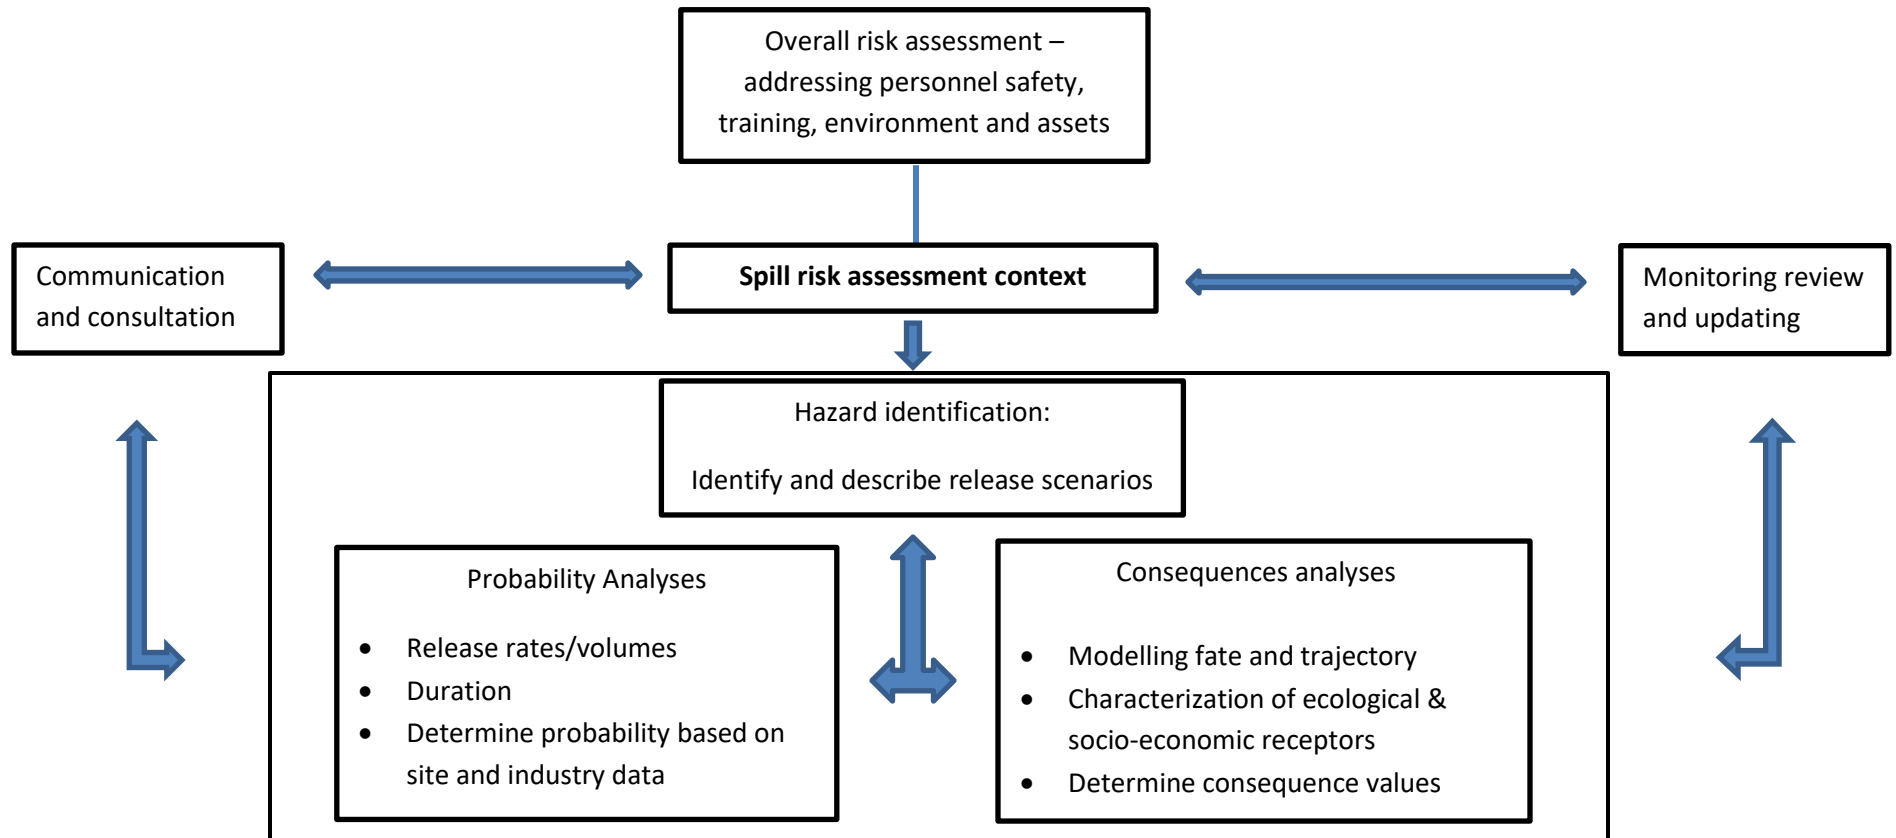 Overall risk assessment –
addressing personnel safety,
training, environment and assets
Communication
and consultation
Spill risk assessment context
Monitoring review
and updating
Hazard identification:
Identify and describe release scenarios
Probability Analyses
• Release rates/volumes
• Duration
• Determine probability based on
site and industry data
Consequences analyses
• Modelling fate and trajectory
• Characterization of ecological &
socio-economic receptors
• Determine consequence values